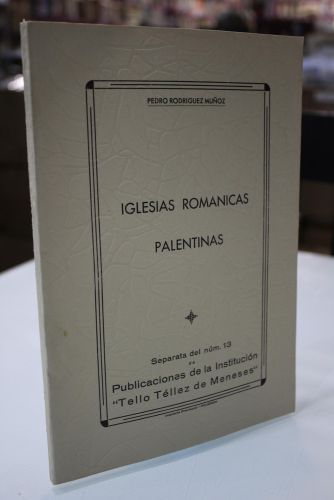 PEDRO RODRIGUEZ MUÑOZ
IGLESIAS ROMANICAS
PALENTINAS
Separata del núm. 13
Publicaciones de la Institución
"Tello Téllez de Meneses"